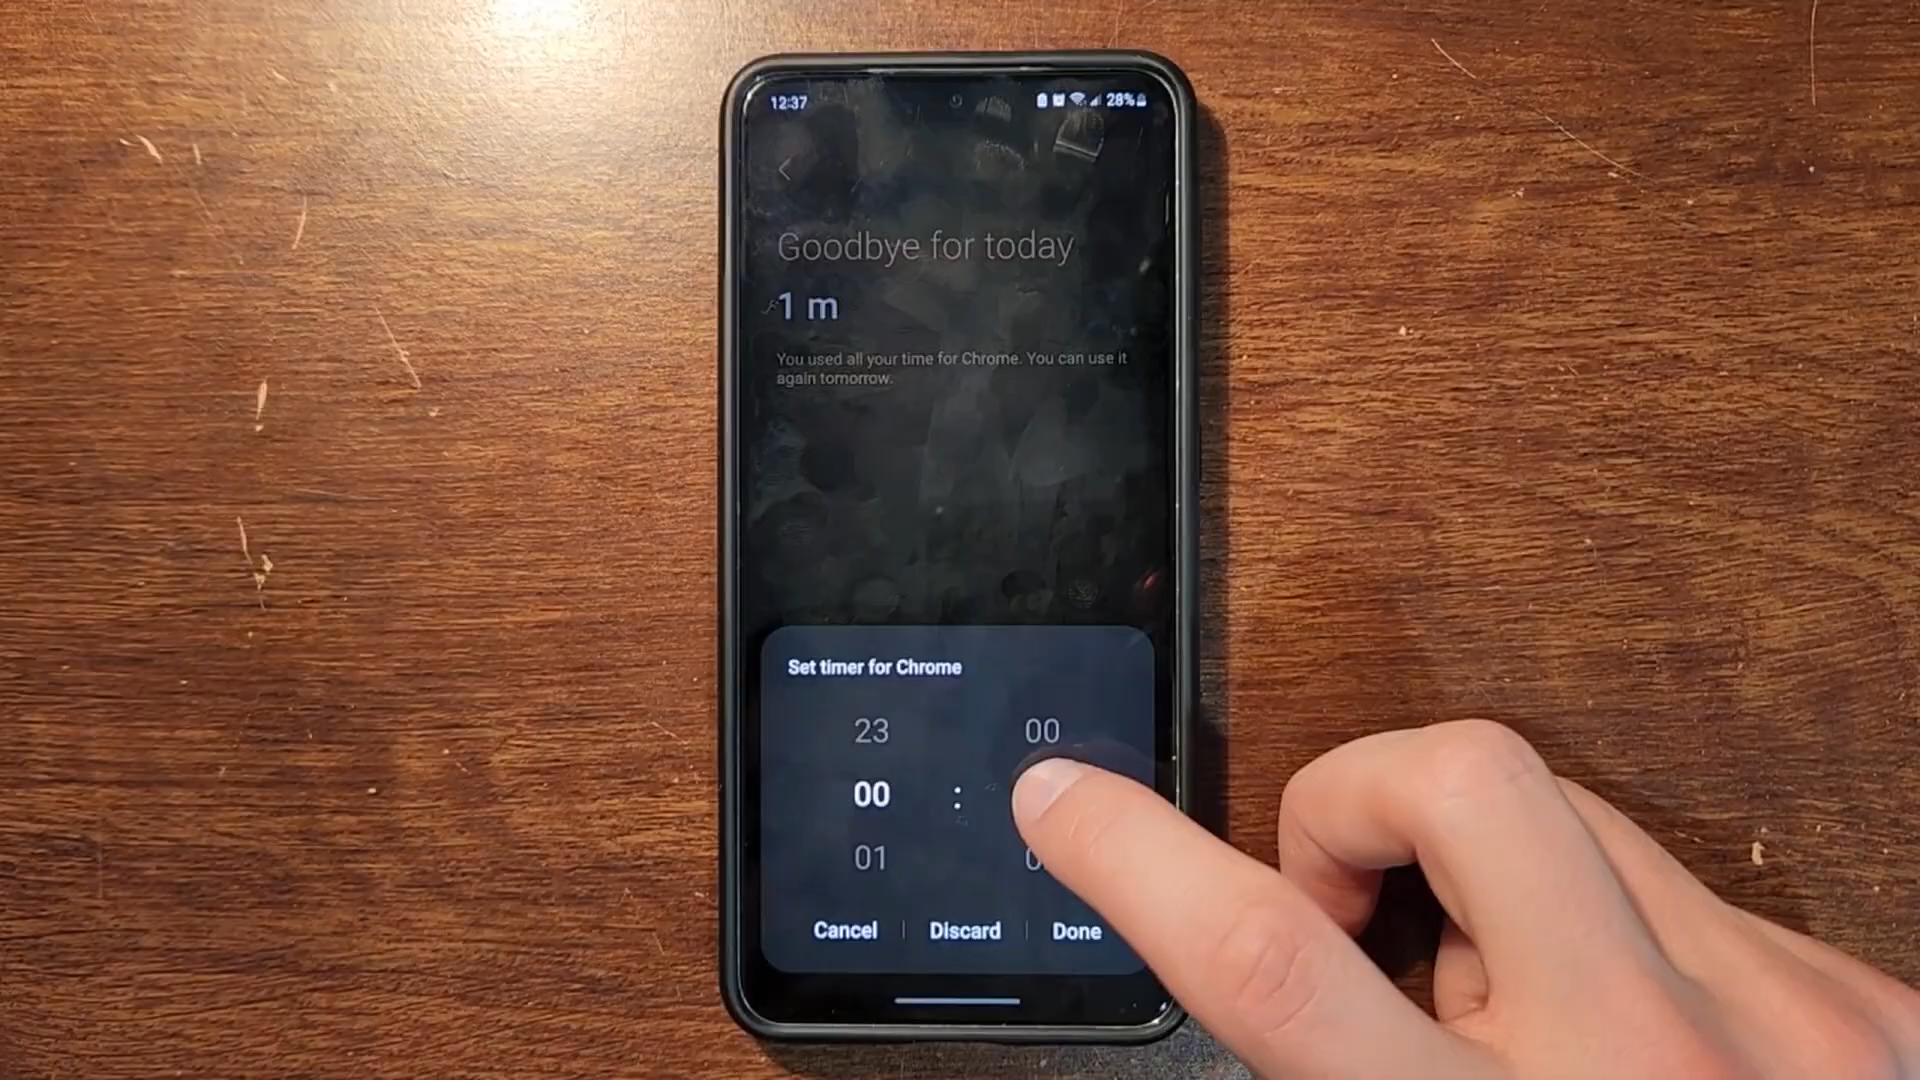 12:37
28%
Goodbye for today
1 m
You used all your time for Chrome. You can use it
again tomorrow.
Set timer for Chrome
23 00
00 :
01
Cancel Discard Done